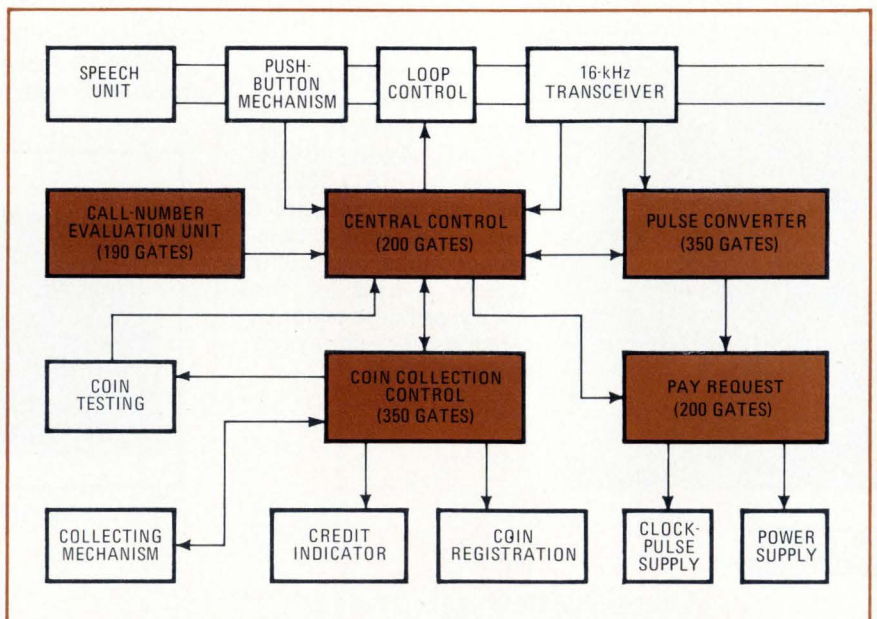 SPEECH
UNIT
PUSH-
BUTTON
MECHANISM
LOOP
CONTROL
16-kHz
TRANSCEIVER
CALL-NUMBER
EVALUATION UNIT
(190 GATES)
CENTRAL CONTROL
(200 GATES)
PULSE CONVERTER
(350 GATES)
COIN
TESTING
COIN COLLECTION
CONTROL
(350 GATES)
PAY REQUEST
(200 GATES)
COLLECTING
MECHANISM
CREDIT
INDICATOR
COIN
REGISTRATION
CLOCK-
PULSE
SUPPLY
POWER
SUPPLY